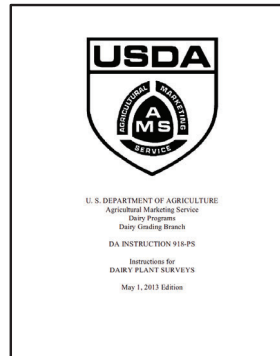 USDA
AGRICULTURAL MARKETING
AMS
SERVICE
U. S. DEPARTMENT OF AGRICULTURE
Agricultural Marketing Service
Dairy Programs
Dairy Grading Branch
DA INSTRUCTION 918-PS
Instructions for
DAIRY PLANT SURVEYS
May 1, 2013 Edition